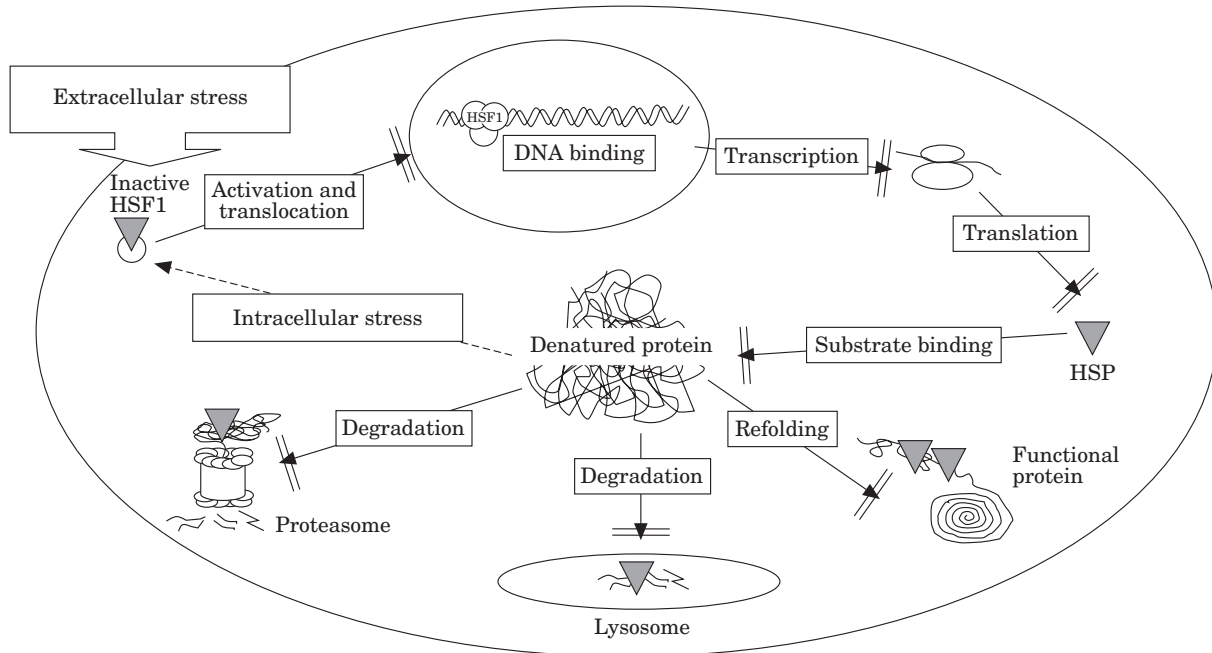 Extracellular stress
Inactive
HSF1
Activation and
translocation
HSF1
DNA binding
Transcription
Translation
Intracellular stress
Denatured protein
Substrate binding
HSP
Degradation
Refolding
Degradation
Functional
protein
Proteasome
Lysosome